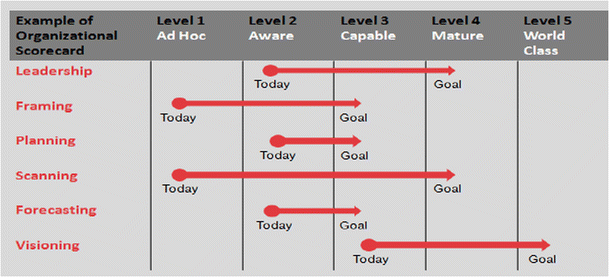 Example of Organizational Scorecard
Level 1 Ad Hoc
Level 2 Aware
Level 3 Capable
Level 4 Mature
Level 5 World Class
Leadership
Today
Goal
Framing
Today
Goal
Planning
Today
Goal
Scanning
Today
Goal
Forecasting
Today
Goal
Visioning
Today
Goal